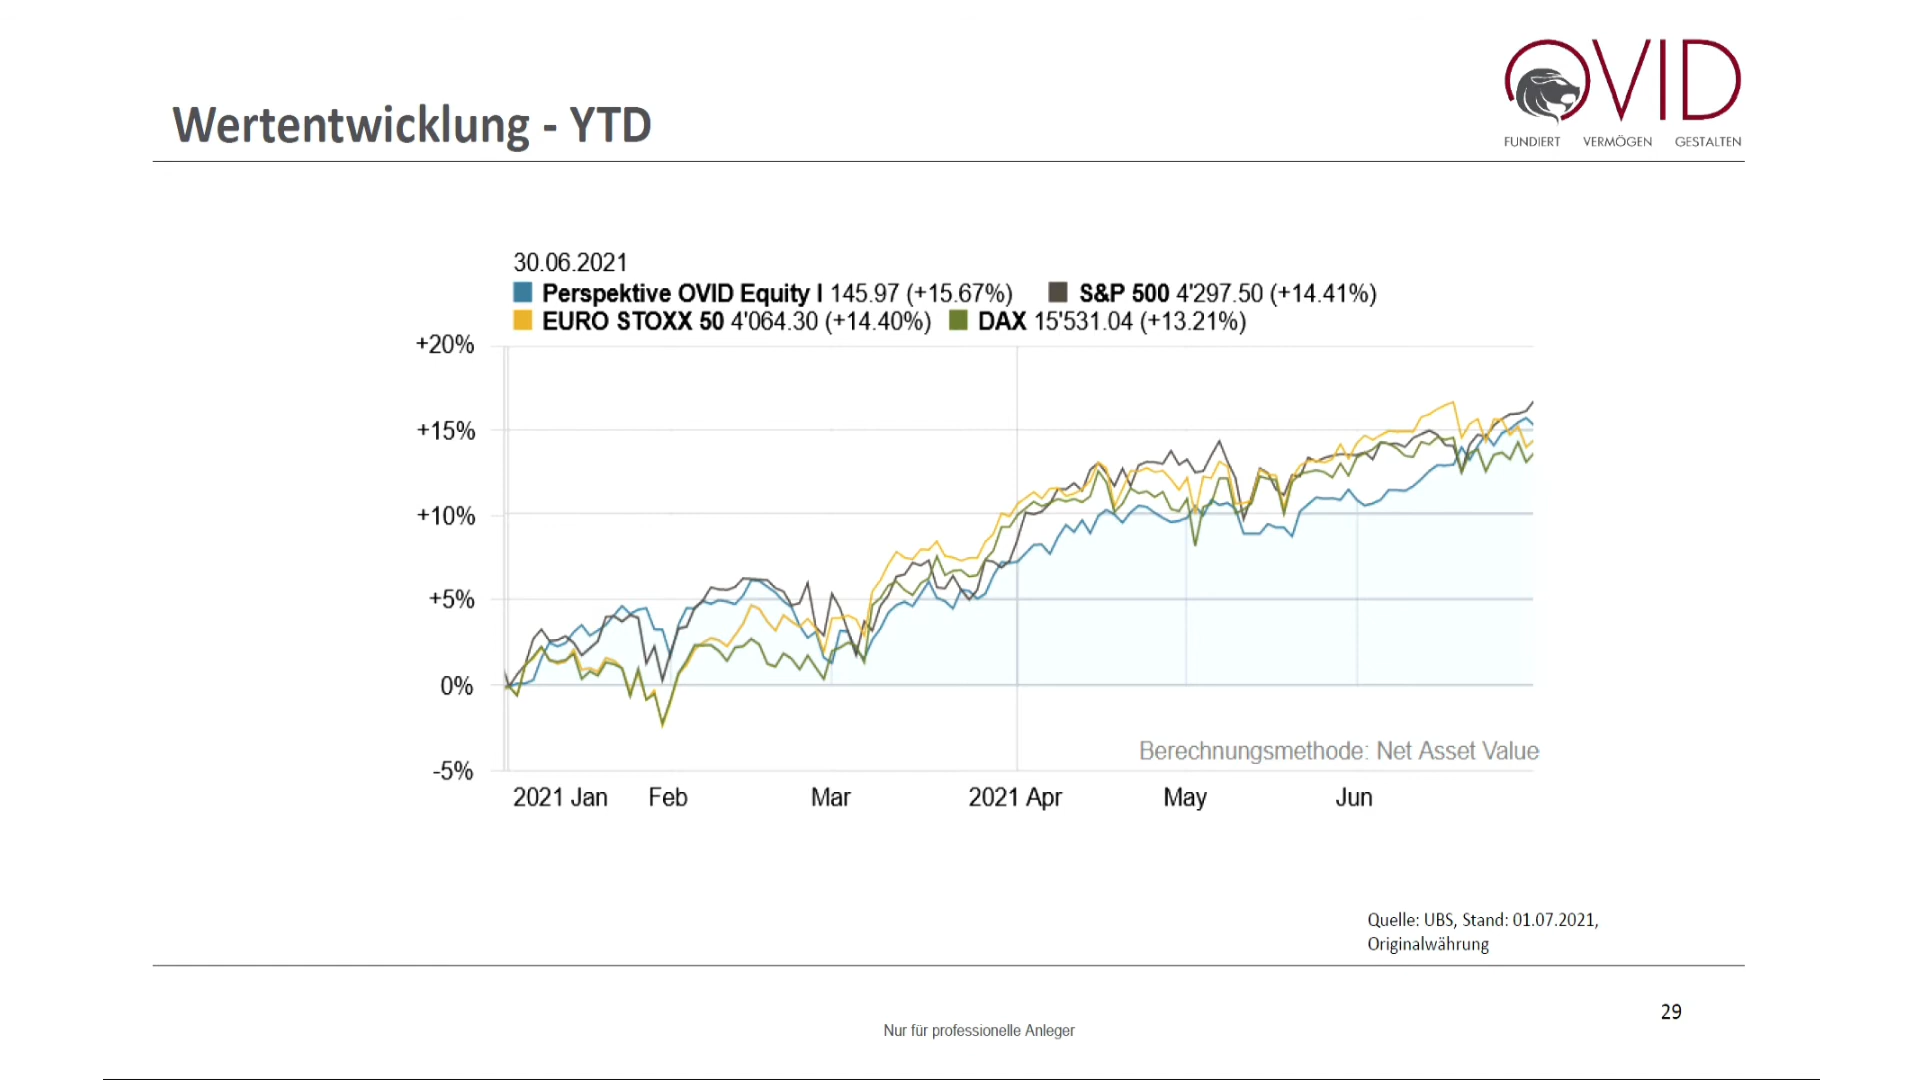 OVID
FUNDIERT VERMÖGEN GESTALTEN
Wertentwicklung - YTD
30.06.2021
Perspektive OVID Equity I 145.97 (+15.67%) S&P 500 4'297.50 (+14.41%)
EURO STOXX 50 4'064.30 (+14.40%) DAX 15'531.04 (+13.21%)
+20%
+15%
+10%
+5%
0%
-5%
Berechnungsmethode: Net Asset Value
2021 Jan Feb Mar 2021 Apr May Jun
Quelle: UBS, Stand: 01.07.2021,
Originalwährung
29
Nur für professionelle Anleger